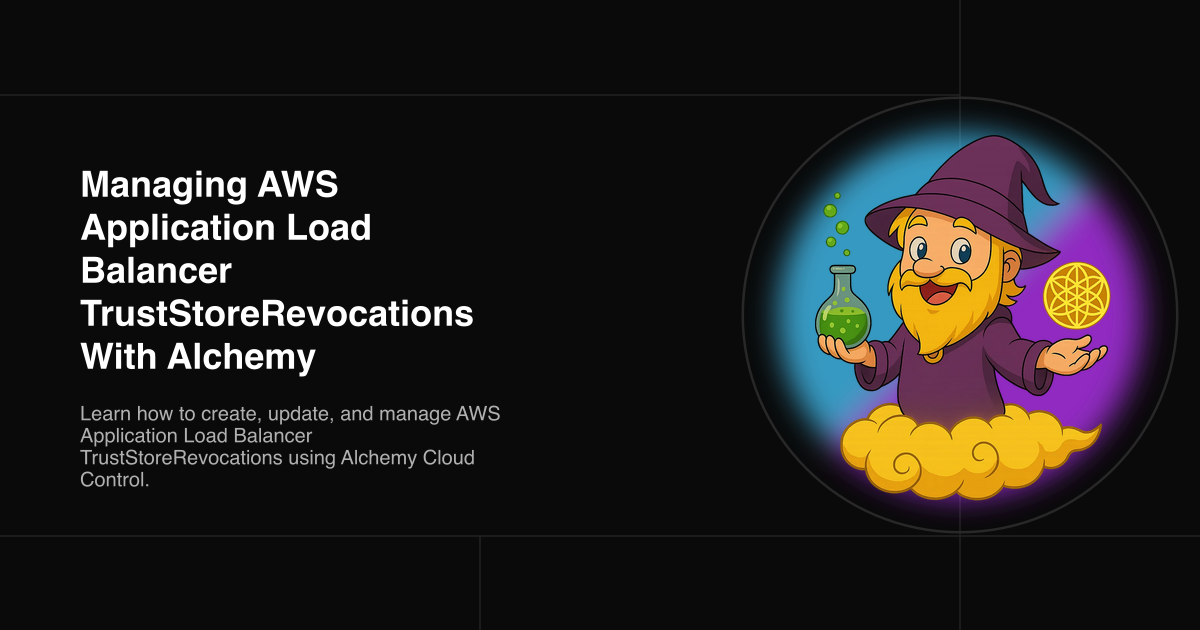 Managing AWS
Application Load
Balancer
TrustStoreRevocations
With Alchemy
Learn how to create, update, and manage AWS
Application Load Balancer
TrustStoreRevocations using Alchemy Cloud
Control.